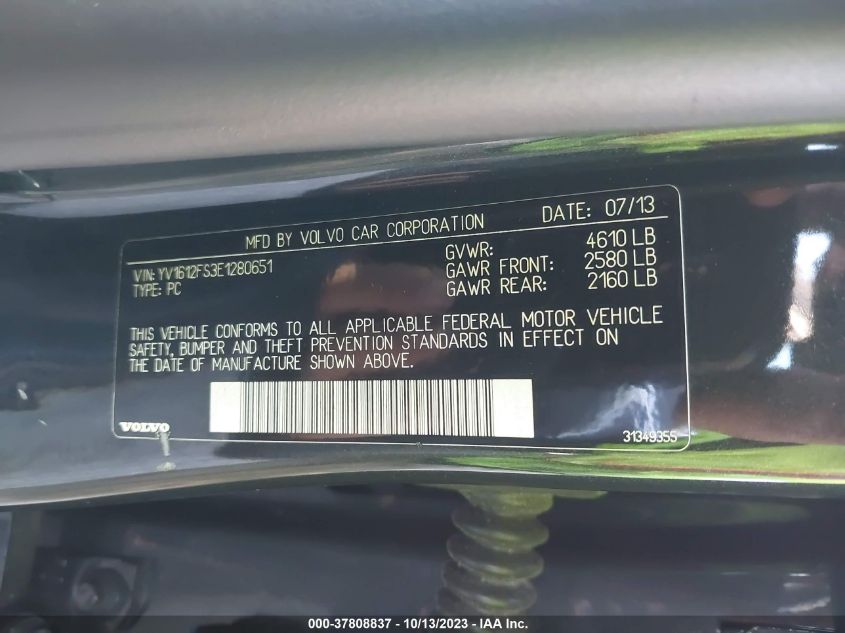 MFD BY VOLVO CAR CORPORATION DATE: 07/13
VIN: YV1612FS3E1280651
TYPE: PC
GVWR: 4610 LB
GAWR FRONT: 2580 LB
GAWR REAR: 2160 LB
THIS VEHICLE CONFORMS TO ALL APPLICABLE FEDERAL MOTOR VEHICLE
SAFETY, BUMPER AND THEFT PREVENTION STANDARDS IN EFFECT ON
THE DATE OF MANUFACTURE SHOWN ABOVE.
VOLVO
31349355
000-37808837 - 10/13/2023 - IAA Inc.